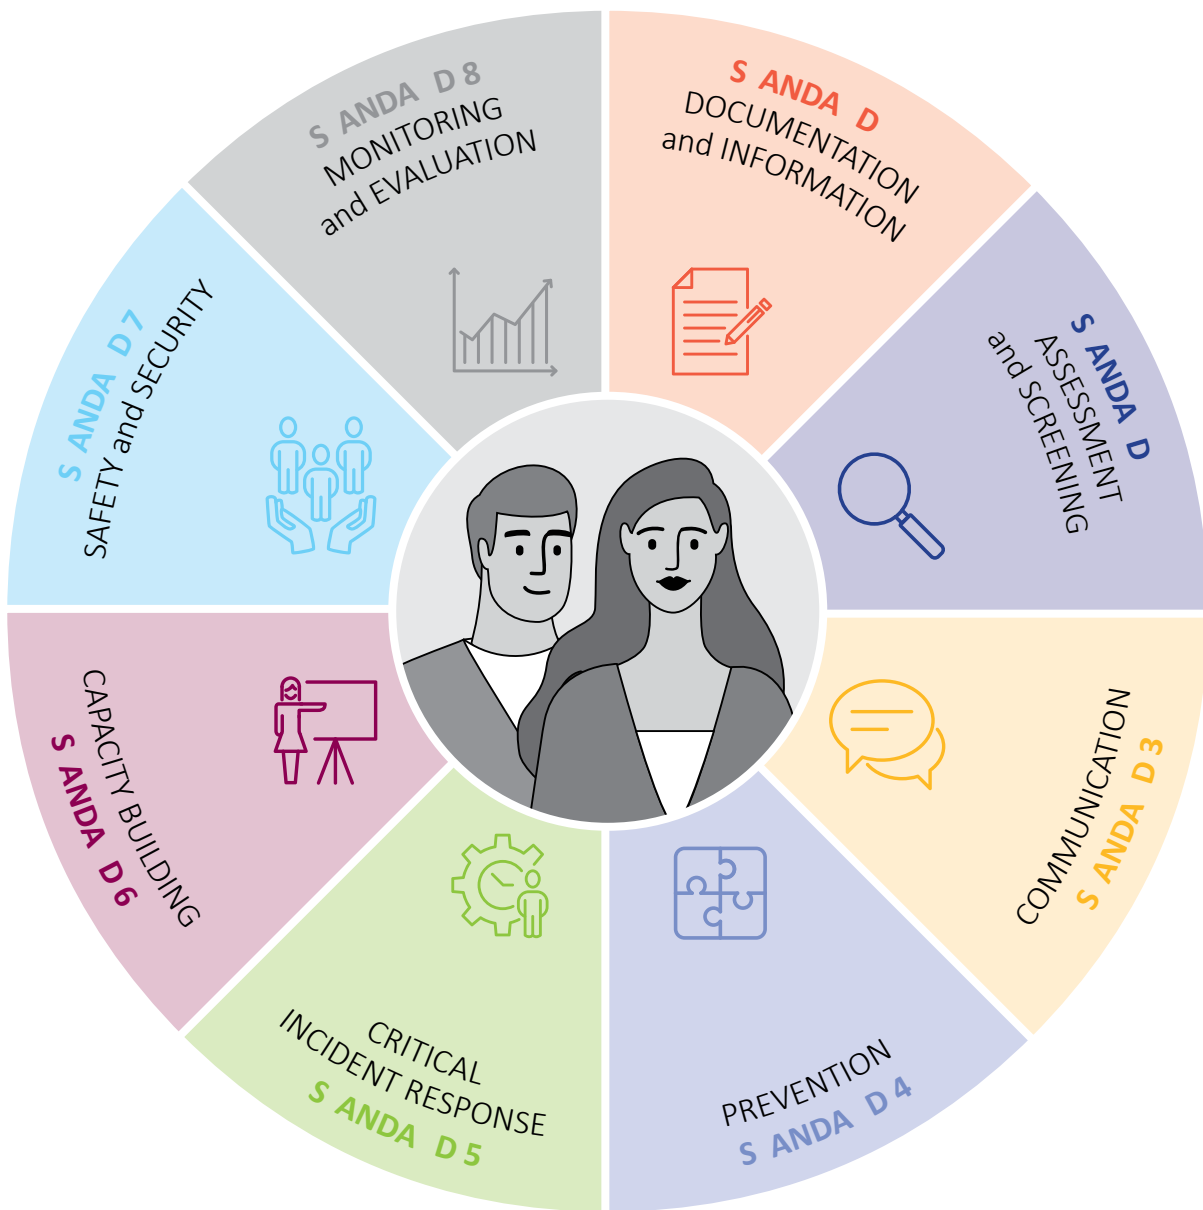 S ANDA D
DOCUMENTATION
and INFORMATION
S ANDA D
ASSESSMENT
and SCREENING
COMMUNICATION
S ANDA D 3
PREVENTION
S ANDA D 4
CRITICAL
INCIDENT RESPONSE
S ANDA D 5
CAPACITY BUILDING
S ANDA D 6
S ANDA D 7
SAFETY and SECURITY
S ANDA D 8
MONITORING
and EVALUATION